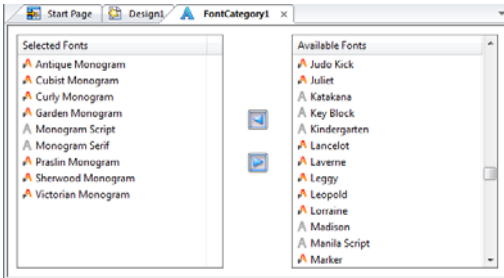 Start Page
Design1
FontCategory1
Selected Fonts
Antique Monogram
Cubist Monogram
Curly Monogram
Garden Monogram
Monogram Script
Monogram Serif
Praslin Monogram
Sherwood Monogram
Victorian Monogram
Available Fonts
Judo Kick
Juliet
Katakana
Key Block
Kindergarten
Lancelot
Laverne
Leggy
Leopold
Lorraine
Madison
Manila Script
Marker